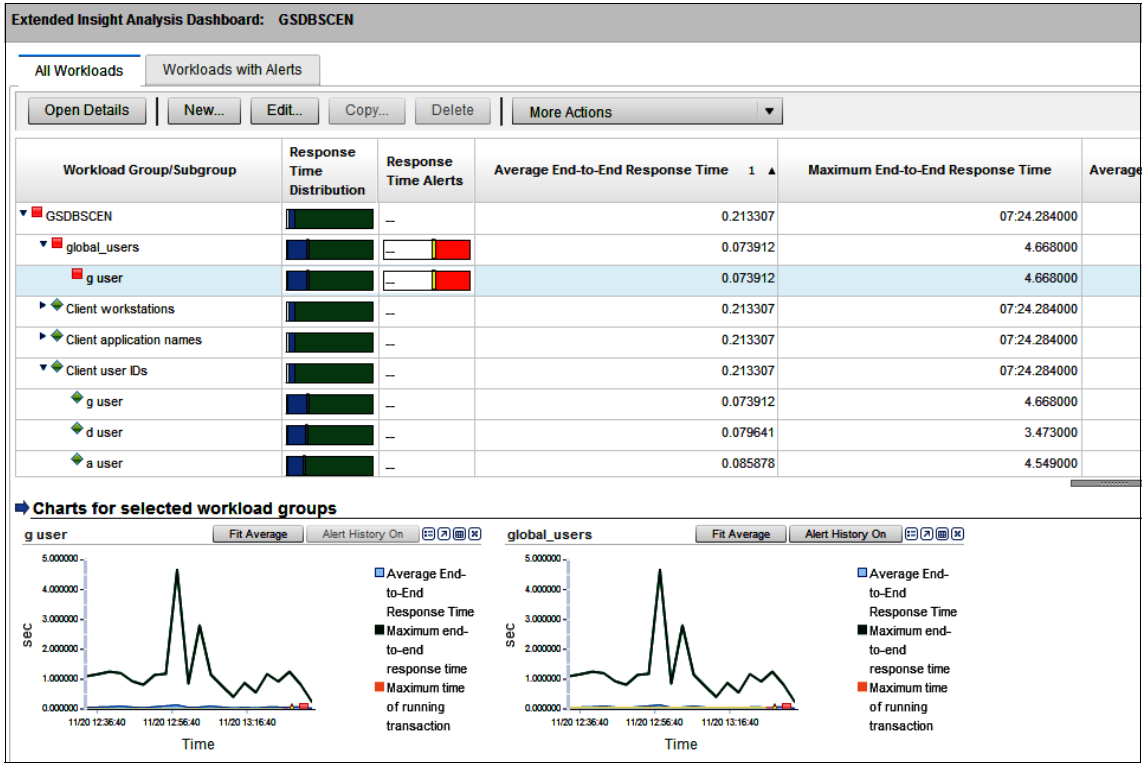 Extended Insight Analysis Dashboard: GSDBSCEN
All Workloads Workloads with Alerts
Open Details New... Edit... Copy... Delete More Actions
Workload Group/Subgroup Response Time Distribution Response Time Alerts Average End-to-End Response Time 1 ▲ Maximum End-to-End Response Time Average
GSDBSCEN -- 0.213307 07:24.284000
global_users -- 0.073912 4.668000
g user -- 0.073912 4.668000
Client workstations -- 0.213307 07:24.284000
Client application names -- 0.213307 07:24.284000
Client user IDs -- 0.213307 07:24.284000
g user -- 0.073912 4.668000
d user -- 0.079641 3.473000
a user -- 0.085878 4.549000
Charts for selected workload groups
g user Fit Average Alert History On
5.000000
4.000000
3.000000
2.000000
1.000000
0.000000
sec
11/20 12:36:40 11/20 12:56:40 11/20 13:16:40
Time
Average End-
to-End
Response Time
Maximum end-
to-end
response time
Maximum time
of running
transaction
global_users Fit Average Alert History On
5.000000
4.000000
3.000000
2.000000
1.000000
0.000000
sec
11/20 12:36:40 11/20 12:56:40 11/20 13:16:40
Time
Average End-
to-End
Response Time
Maximum end-
to-end
response time
Maximum time
of running
transaction